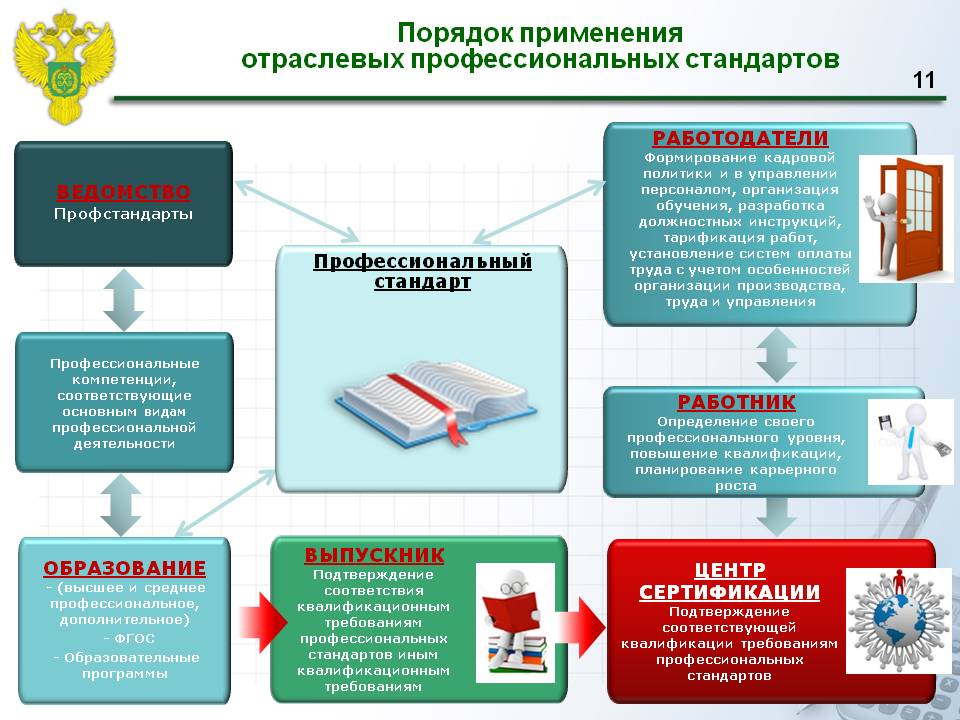 Порядок применения
отраслевых профессиональных стандартов
11
ВЕДОМСТВО
Профстандарты
Профессиональные
компетенции,
соответствующие
основным видам
профессиональной
деятельности
ОБРАЗОВАНИЕ
- (высшее и среднее
профессиональное,
дополнительное)
- ФГОС
- Образовательные
программы
Профессиональный
стандарт
ВЫПУСКНИК
Подтверждение
соответствия
квалификационным
требованиям
профессиональных
стандартов иным
квалификационным
требованиям
РАБОТОДАТЕЛИ
Формирование кадровой
политики и в управлении
персоналом, организация
обучения, разработка
должностных инструкций,
тарификация работ,
установление систем оплаты
труда с учетом особенностей
организации производства,
труда и управления
РАБОТНИК
Определение своего
профессионального уровня,
повышение квалификации,
планирование карьерного
роста
ЦЕНТР
СЕРТИФИКАЦИИ
Подтверждение
соответствующей
квалификации требованиям
профессиональных
стандартов